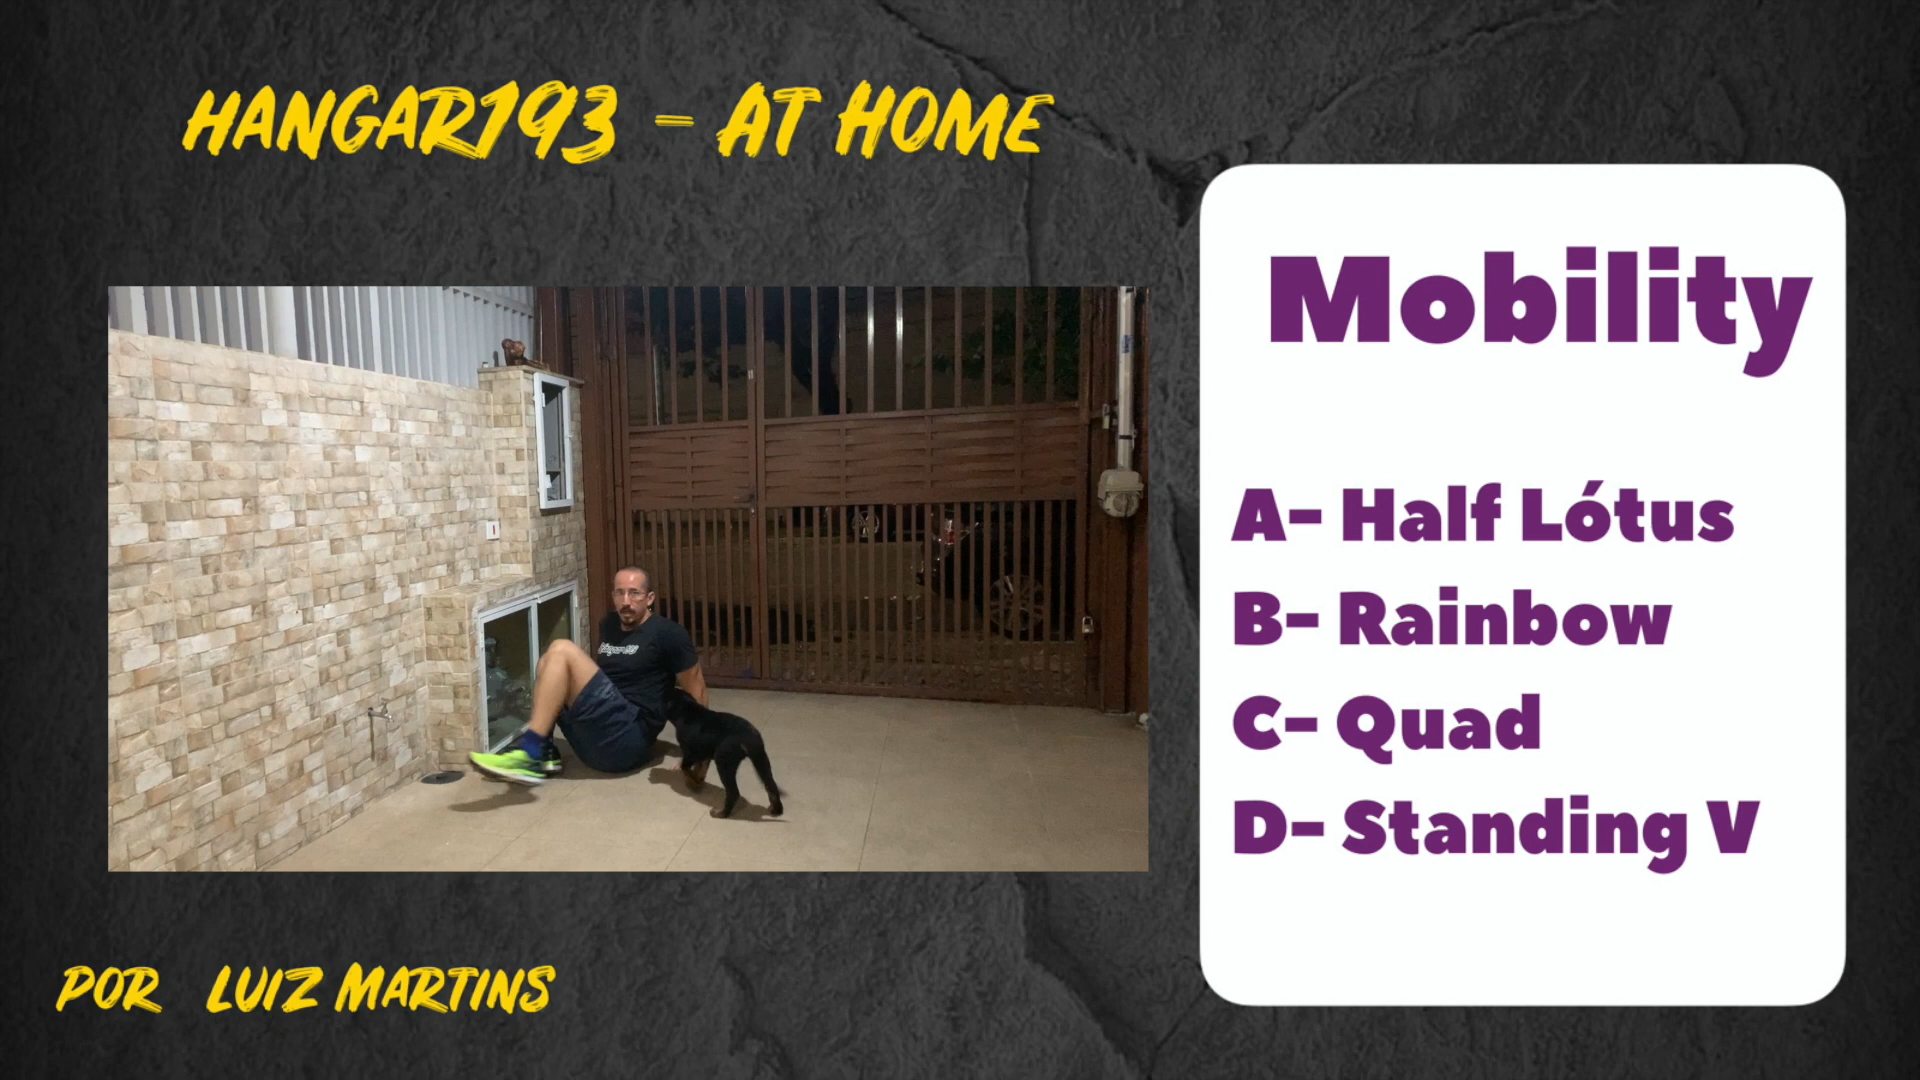 HANGAR193 - AT HOME
Mobility
A- Half Lótus
B- Rainbow
C- Quad
D- Standing V
POR LUIZ MARTINS